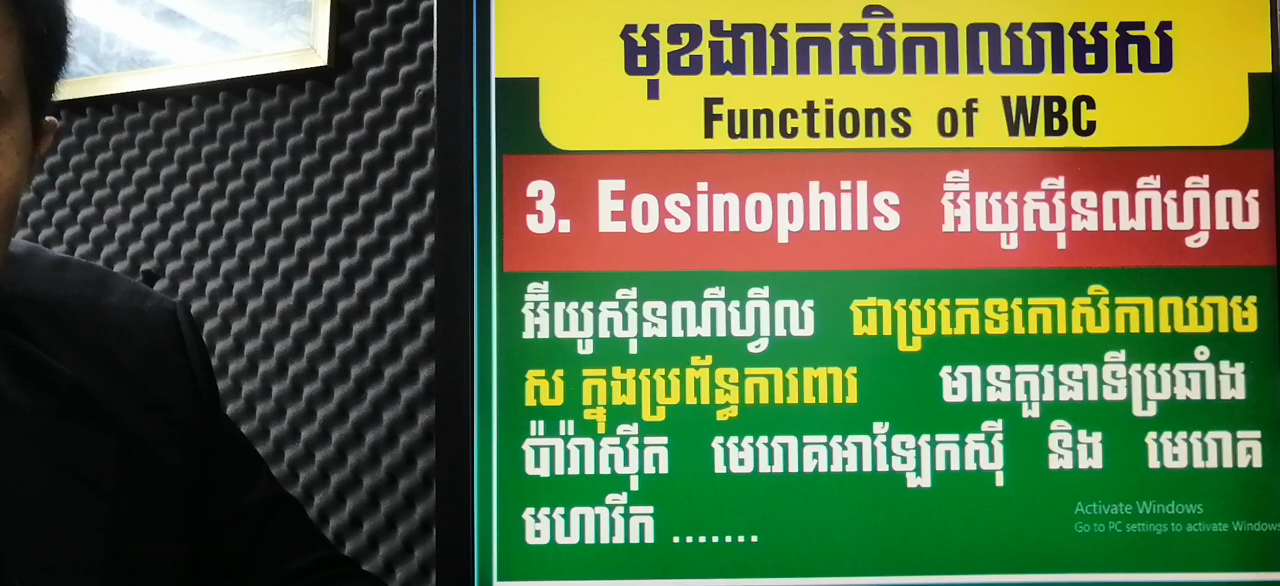 មុខងារកសិកាឈាមស
Functions of WBC
3. Eosinophils អ៊ីយូស៊ីនណឺហ្វីល
អ៊ីយូស៊ីនណឺហ្វីល ជាប្រភេទកោសិកាឈាម
ស ក្នុងប្រព័ន្ធការពារ មានតួរនាទីប្រឆាំង
ប៉ារ៉ាស៊ីត មេរោគអាឡែកស៊ី និង មេរោគ
មហារីក .......
Activate Windows
Go to PC settings to activate Windows